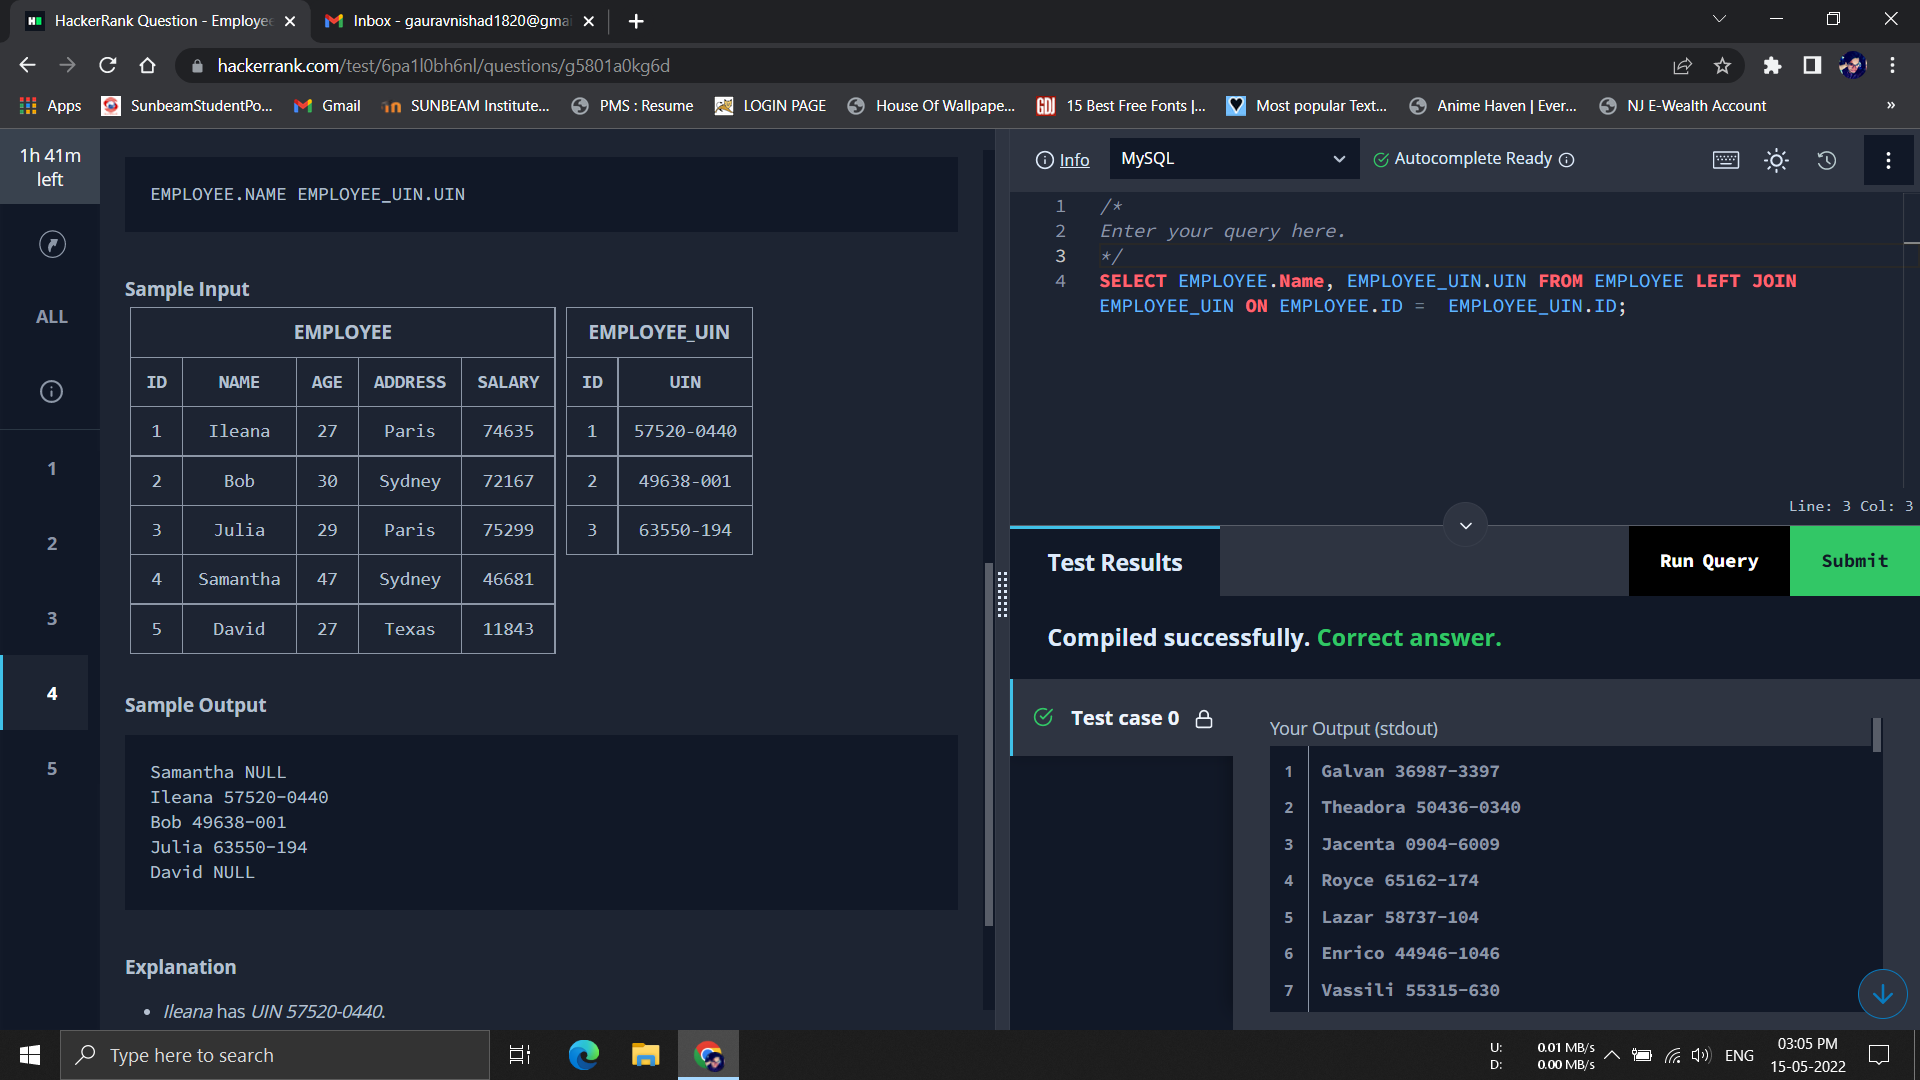 HackerRank Question - Employee
Inbox - gauravnishad1820@gmai
hackerrank.com/test/6pa1l0bh6nl/questions/g5801a0kg6d
Apps
SunbeamStudentPo...
Gmail
SUNBEAM Institute...
PMS : Resume
LOGIN PAGE
House Of Wallpape...
GDJ
15 Best Free Fonts |...
Most popular Text...
Anime Haven | Ever...
NJ E-Wealth Account
»
1h 41m
left
ALL
1
2
3
4
5
EMPLOYEE.NAME EMPLOYEE_UIN.UIN
Sample Input
EMPLOYEE
ID NAME AGE ADDRESS SALARY
1 Ileana 27 Paris 74635
2 Bob 30 Sydney 72167
3 Julia 29 Paris 75299
4 Samantha 47 Sydney 46681
5 David 27 Texas 11843
EMPLOYEE_UIN
ID UIN
1 57520-0440
2 49638-001
3 63550-194
Sample Output
Samantha NULL
Ileana 57520-0440
Bob 49638-001
Julia 63550-194
David NULL
Explanation
• Ileana has UIN 57520-0440.
Info
MySQL
Autocomplete Ready
1 /*
2 Enter your query here.
3 */
4 SELECT EMPLOYEE.Name, EMPLOYEE_UIN.UIN FROM EMPLOYEE LEFT JOIN
EMPLOYEE_UIN ON EMPLOYEE.ID =  EMPLOYEE_UIN.ID;
Line: 3 Col: 3
Test Results
Run Query
Submit
Compiled successfully. Correct answer.
Test case 0
Your Output (stdout)
1 Galvan 36987-3397
2 Theadora 50436-0340
3 Jacenta 0904-6009
4 Royce 65162-174
5 Lazar 58737-104
6 Enrico 44946-1046
7 Vassili 55315-630
Type here to search
U: 0.01 MB/s
D: 0.00 MB/s
ENG
03:05 PM
15-05-2022